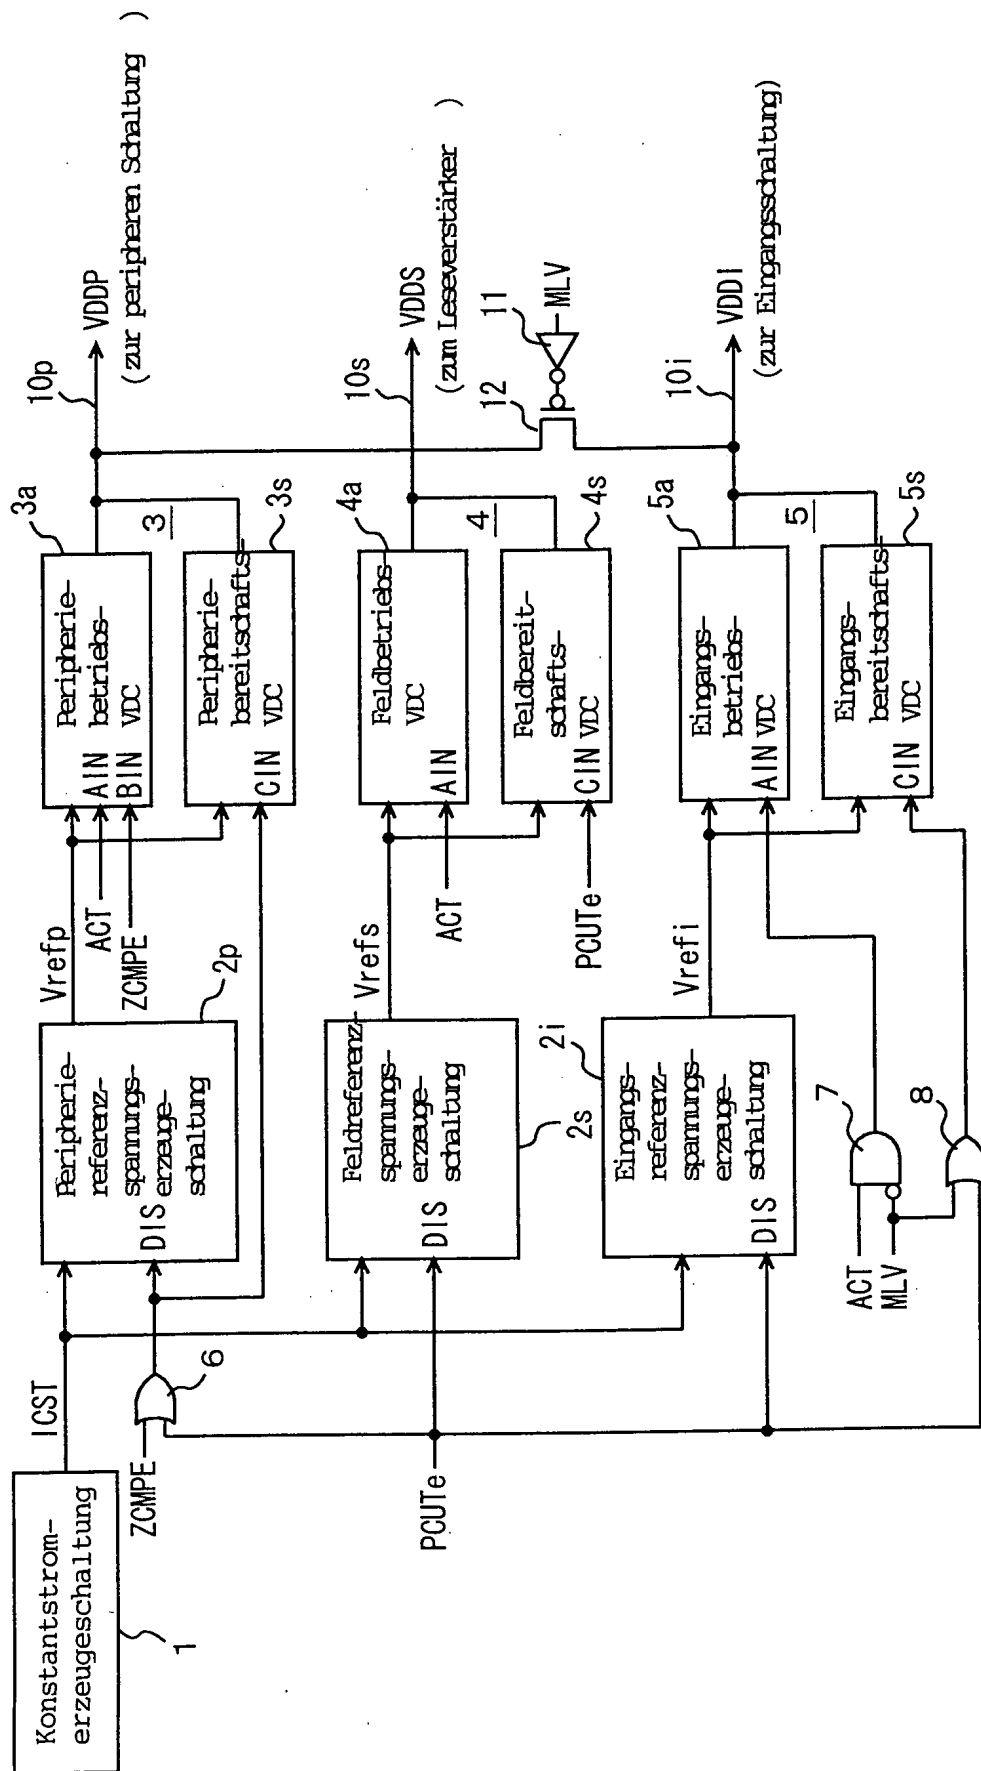 Konstantstrom–
erzeugeschaltung
1
ICST
ZCMPE
6
PCUTe
Peripherie–
referenz–
spannungs–
erzeuge–
schaltung
DIS
2p
Vrefp
ACT
ZCMPE
Peripherie–
betriebs–
VDC
AIN
BIN
3a
3
Peripherie–
bereitschafts–
VDC
CIN
3s
10p
VDDP
(zur peripheren Schaltung )
Feldreferenz–
spannungs–
erzeuge–
schaltung
DIS
2s
Vrefs
ACT
PCUTe
Feldbetriebs–
VDC
AIN
4a
4
Feldbereit–
schafts–
CIN VDC
4s
10s
VDDS
(zum Leseverstärker )
12
11
MLV
Eingangs–
referenz–
spannungs–
erzeuge–
schaltung
DIS
2i
Vrefi
ACT
MLV
7
8
Eingangs–
betriebs–
AIN VDC
5a
5
Eingangs–
bereitschafts–
VDC
CIN
5s
10i
VDDI
(zur Eingangsschaltung)